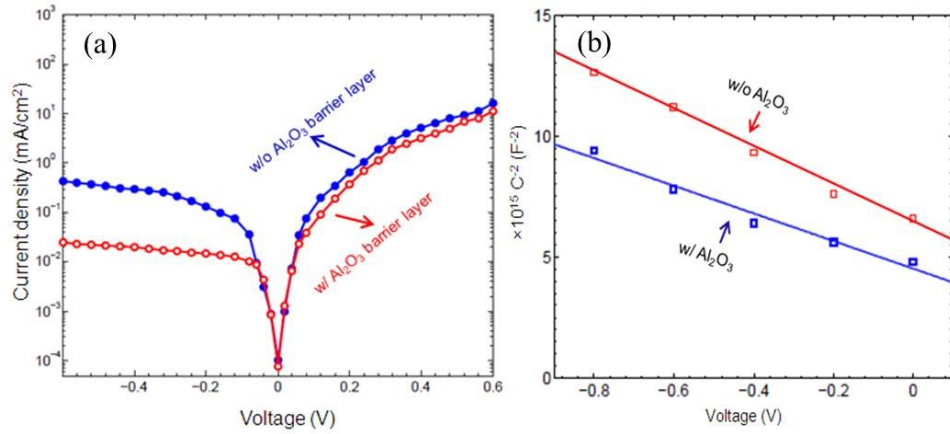 (a)
Current density (mA/cm²)
10³
10²
10¹
10⁰
10⁻¹
10⁻²
10⁻³
10⁻⁴
w/o Al₂O₃ barrier layer
w/ Al₂O₃ barrier layer
−0.4 −0.2 0 0.2 0.4 0.6
Voltage (V)
(b)
×10¹⁵ C⁻² (F⁻²)
15
10
5
0
w/o Al₂O₃
w/ Al₂O₃
−0.8 −0.6 −0.4 −0.2 0
Voltage (V)